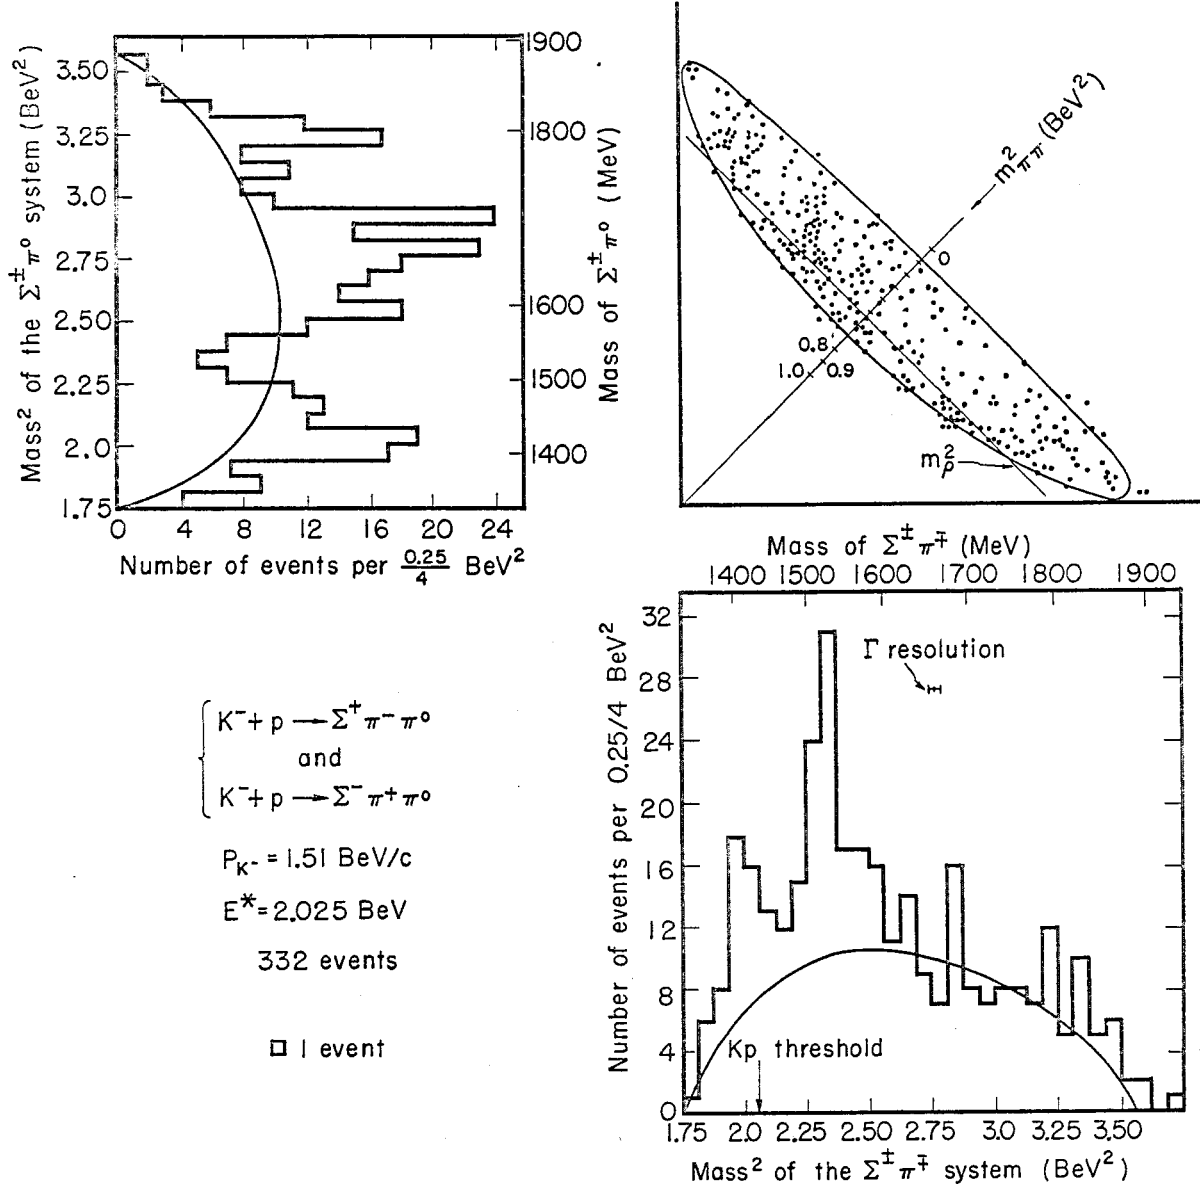 Mass² of the Σ± π⁰ system (BeV²)
3.50
3.25
3.0
2.75
2.50
2.25
2.0
1.75
0 4 8 12 16 20 24
Number of events per 0.25/4 BeV²
1900
1800
1600
1500
1400
Mass of Σ± π⁰ (MeV)
m²ππ (BeV²)
0
0.8
0.9
1.0
m²ρ
Mass of Σ± π∓ (MeV)
1400 1500 1600 1700 1800 1900
Number of events per 0.25/4 BeV²
32
28
24
20
16
12
8
4
0
Γ resolution
Kp threshold
1.75 2.0 2.25 2.50 2.75 3.0 3.25 3.50
Mass² of the Σ± π∓ system (BeV²)
K⁻ + p → Σ⁺ π⁻ π⁰
and
K⁻ + p → Σ⁻ π⁺ π⁰
P_K⁻ = 1.51 BeV/c
E* = 2.025 BeV
332 events
1 event